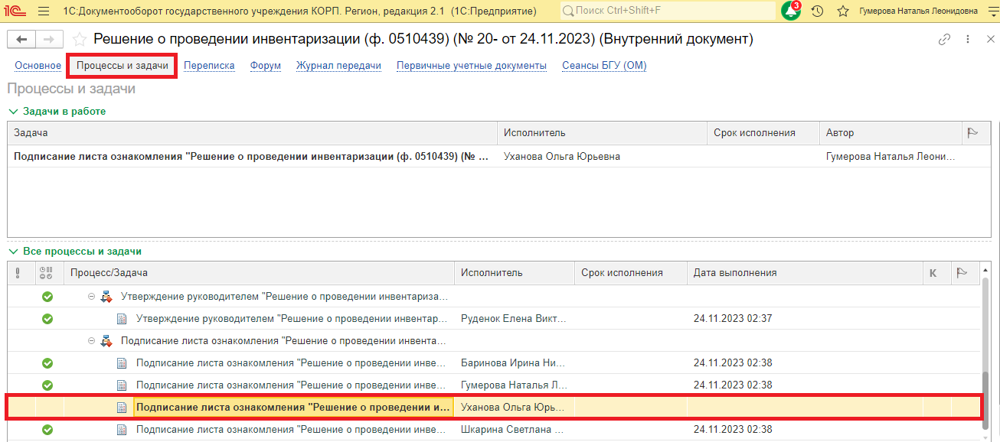 1С:Документооборот государственного учреждения КОРП. Регион, редакция 2.1 (1С:Предприятие) Поиск Ctrl+Shift+F 3 Гумерова Наталья Леонидовна
Решение о проведении инвентаризации (ф. 0510439) (№ 20- от 24.11.2023) (Внутренний документ)
Основное Процессы и задачи Переписка Форум Журнал передачи Первичные учетные документы Сеансы БГУ (ОМ)
Процессы и задачи
Задачи в работе
Задача Исполнитель Срок исполнения Автор
Подписание листа ознакомления "Решение о проведении инвентаризации (ф. 0510439) (№ ... Уханова Ольга Юрьевна Гумерова Наталья Леони...
Все процессы и задачи
Процесс/Задача Исполнитель Срок исполнения Дата выполнения К
Утверждение руководителем "Решение о проведении инвентариза...
Утверждение руководителем "Решение о проведении инвентар... Руденок Елена Викт... 24.11.2023 02:37
Подписание листа ознакомления "Решение о проведении инвента...
Подписание листа ознакомления "Решение о проведении инве... Баринова Ирина Ни... 24.11.2023 02:38
Подписание листа ознакомления "Решение о проведении инве... Гумерова Наталья Л... 24.11.2023 02:38
Подписание листа ознакомления "Решение о проведении и... Уханова Ольга Юрь...
Подписание листа ознакомления "Решение о проведении инве... Шкарина Светлана ... 24.11.2023 02:38